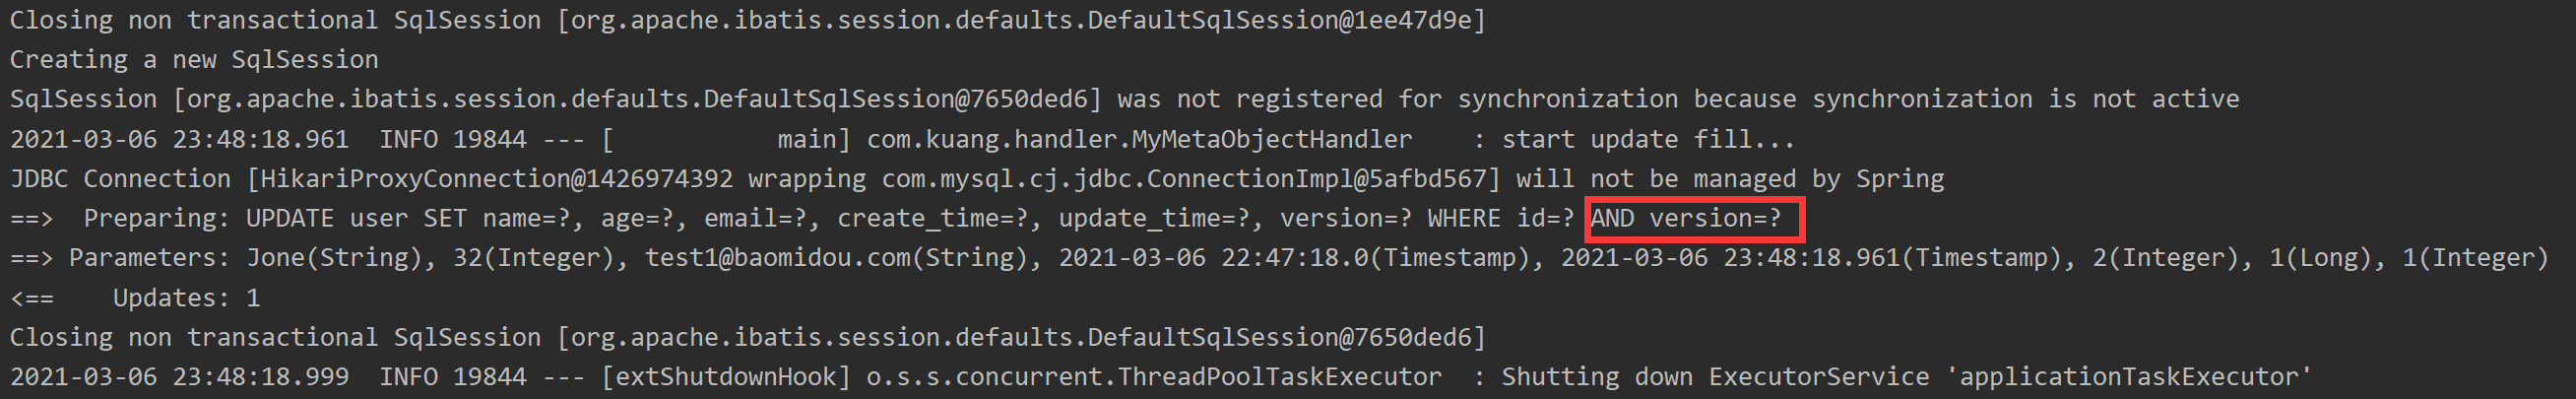 Closing non transactional SqlSession [org.apache.ibatis.session.defaults.DefaultSqlSession@1ee47d9e]
Creating a new SqlSession
SqlSession [org.apache.ibatis.session.defaults.DefaultSqlSession@7650ded6] was not registered for synchronization because synchronization is not active
2021-03-06 23:48:18.961  INFO 19844 --- [           main] com.kuang.handler.MyMetaObjectHandler    : start update fill...
JDBC Connection [HikariProxyConnection@1426974392 wrapping com.mysql.cj.jdbc.ConnectionImpl@5afbd567] will not be managed by Spring
==>  Preparing: UPDATE user SET name=?, age=?, email=?, create_time=?, update_time=?, version=? WHERE id=? AND version=?
==> Parameters: Jone(String), 32(Integer), test1@baomidou.com(String), 2021-03-06 22:47:18.0(Timestamp), 2021-03-06 23:48:18.961(Timestamp), 2(Integer), 1(Long), 1(Integer)
<==    Updates: 1
Closing non transactional SqlSession [org.apache.ibatis.session.defaults.DefaultSqlSession@7650ded6]
2021-03-06 23:48:18.999  INFO 19844 --- [extShutdownHook] o.s.s.concurrent.ThreadPoolTaskExecutor  : Shutting down ExecutorService 'applicationTaskExecutor'